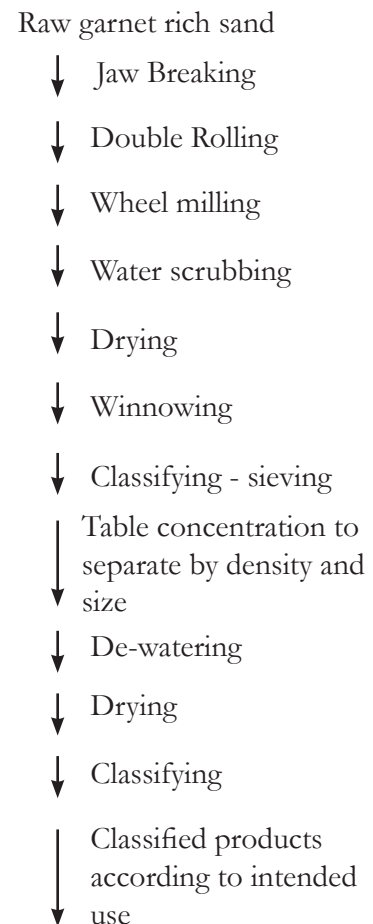 Raw garnet rich sand
Jaw Breaking
Double Rolling
Wheel milling
Water scrubbing
Drying
Winnowing
Classifying - sieving
Table concentration to
separate by density and
size
De-watering
Drying
Classifying
Classified products
according to intended
use